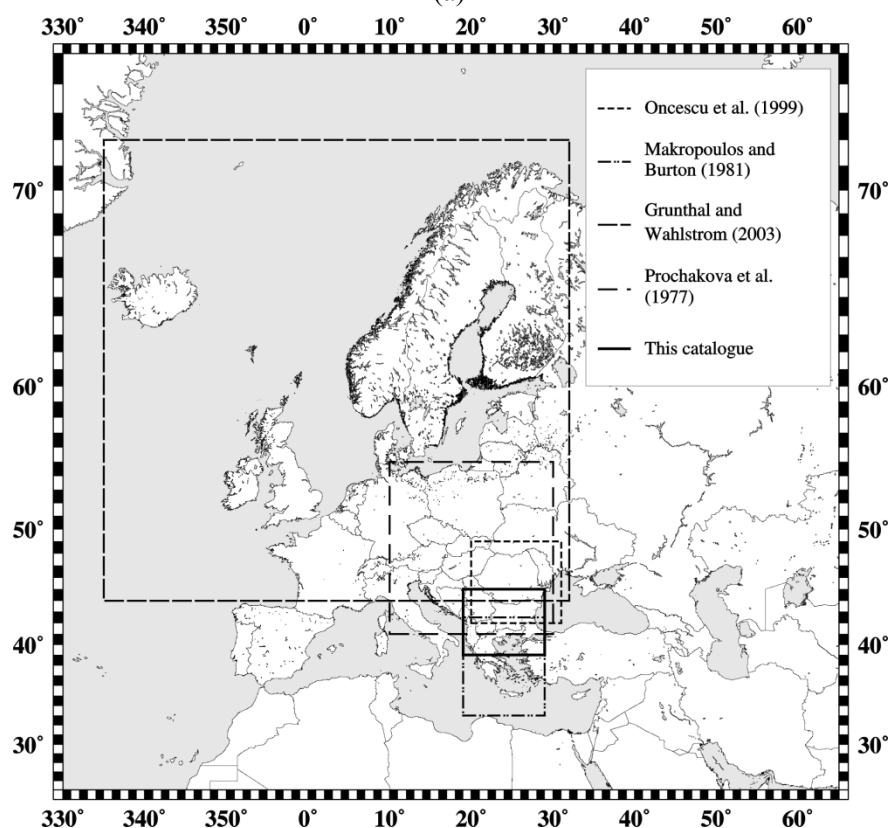 (a)
330˚ 340˚ 350˚ 0˚ 10˚ 20˚ 30˚ 40˚ 50˚ 60˚
Oncescu et al. (1999)
Makropoulos and
Burton (1981)
70˚ 70˚
Grunthal and
Wahlstrom (2003)
Prochakova et al.
(1977)
This catalogue
60˚ 60˚
50˚ 50˚
40˚ 40˚
30˚ 30˚
330˚ 340˚ 350˚ 0˚ 10˚ 20˚ 30˚ 40˚ 50˚ 60˚